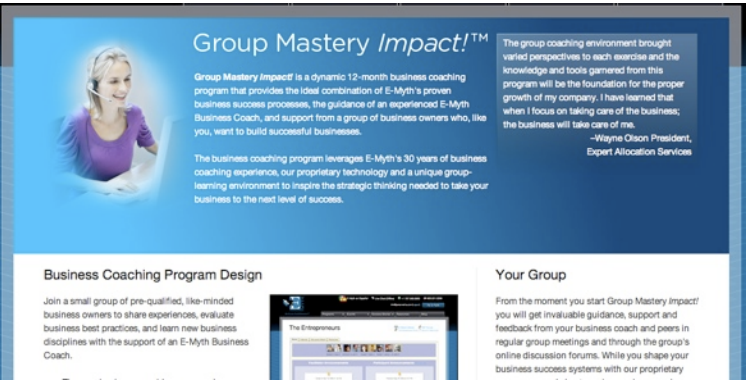 Group Mastery Impact!™
Group Mastery Impact! is a dynamic 12-month business coaching
program that provides the ideal combination of E-Myth's proven
business success processes, the guidance of an experienced E-Myth
Business Coach, and support from a group of business owners who, like
you, want to build successful businesses.
The business coaching program leverages E-Myth's 30 years of business
coaching experience, our proprietary technology and a unique group-
learning environment to inspire the strategic thinking needed to take your
business to the next level of success.
The group coaching environment brought
varied perspectives to each exercise and the
knowledge and tools garnered from this
program will be the foundation for the proper
growth of my company. I have learned that
when I focus on taking care of the business;
the business will take care of me.
–Wayne Olson President,
Expert Allocation Services
Business Coaching Program Design
Join a small group of pre-qualified, like-minded
business owners to share experiences, evaluate
business best practices, and learn new business
disciplines with the support of an E-Myth Business
Coach.
The Entrepreneurs
Your Group
From the moment you start Group Mastery Impact!
you will get invaluable guidance, support and
feedback from your business coach and peers in
regular group meetings and through the group's
online discussion forums. While you shape your
business success systems with our proprietary